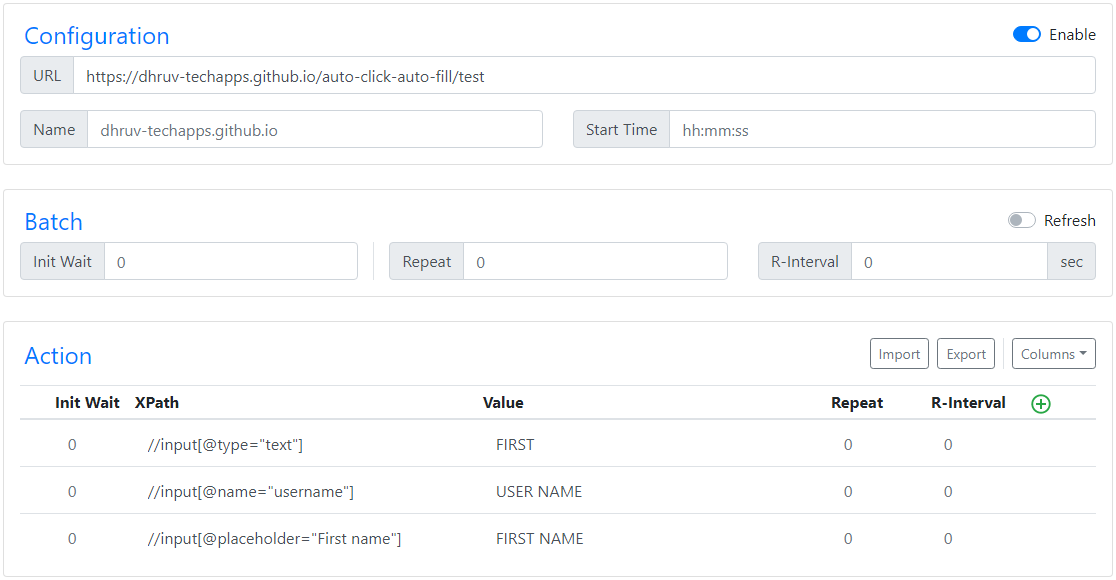 Configuration
Enable
URL https://dhruv-techapps.github.io/auto-click-auto-fill/test
Name dhruv-techapps.github.io Start Time hh:mm:ss
Batch
Refresh
Init Wait 0 Repeat 0 R-Interval 0 sec
Action
Import Export Columns
Init Wait XPath Value Repeat R-Interval
0 //input[@type="text"] FIRST 0 0
0 //input[@name="username"] USER NAME 0 0
0 //input[@placeholder="First name"] FIRST NAME 0 0